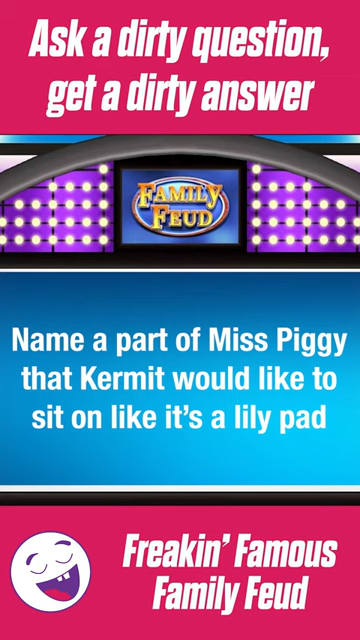 Ask a dirty question,
get a dirty answer
FAMILY
FEUD
Name a part of Miss Piggy
that Kermit would like to
sit on like it's a lily pad
Freakin' Famous
Family Feud